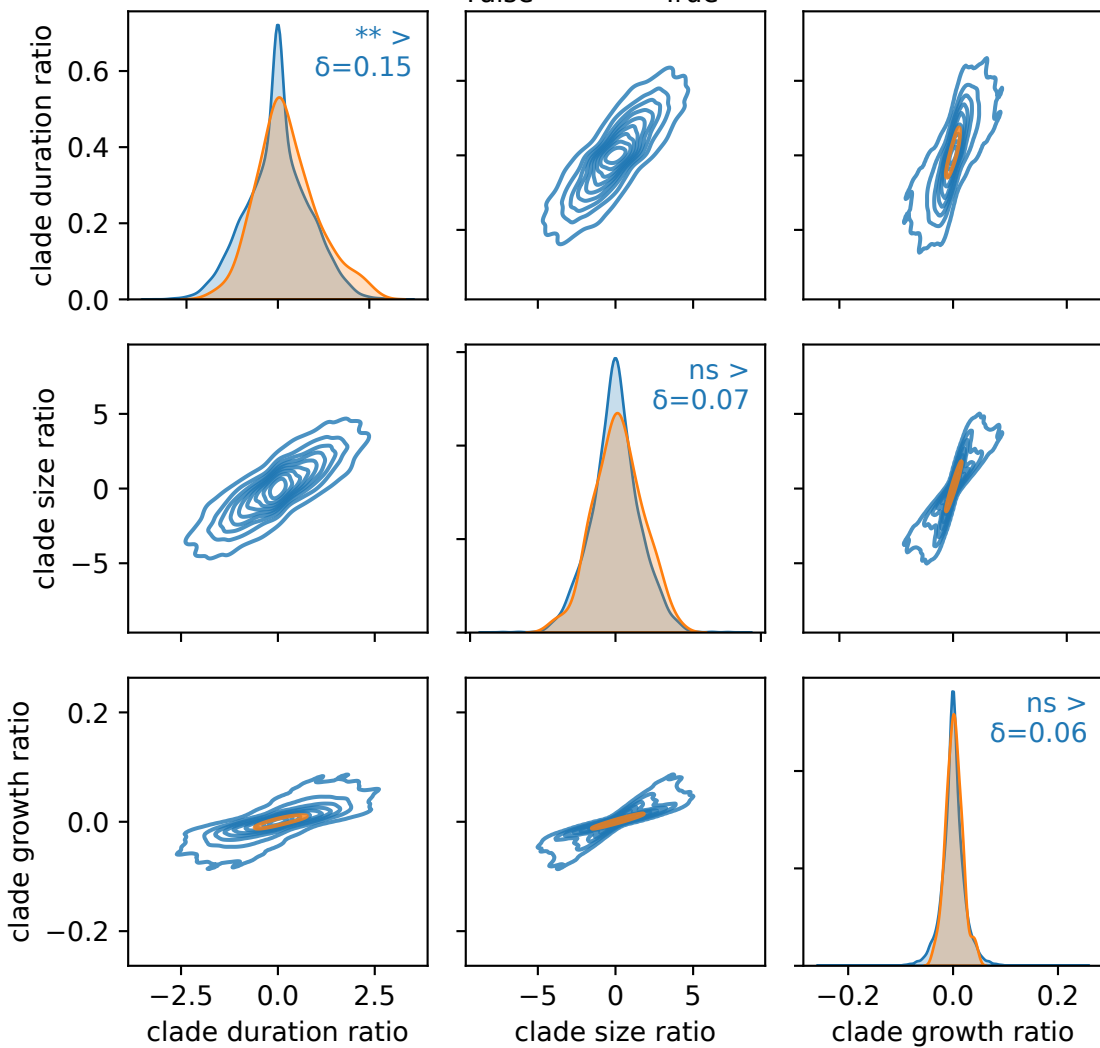 clade duration ratio
0.6
0.4
0.2
0.0
** >
δ=0.15
clade size ratio
5
0
−5
ns >
δ=0.07
clade growth ratio
0.2
0.0
−0.2
ns >
δ=0.06
−2.5 0.0 2.5
−5 0 5
−0.2 0.0 0.2
clade duration ratio
clade size ratio
clade growth ratio